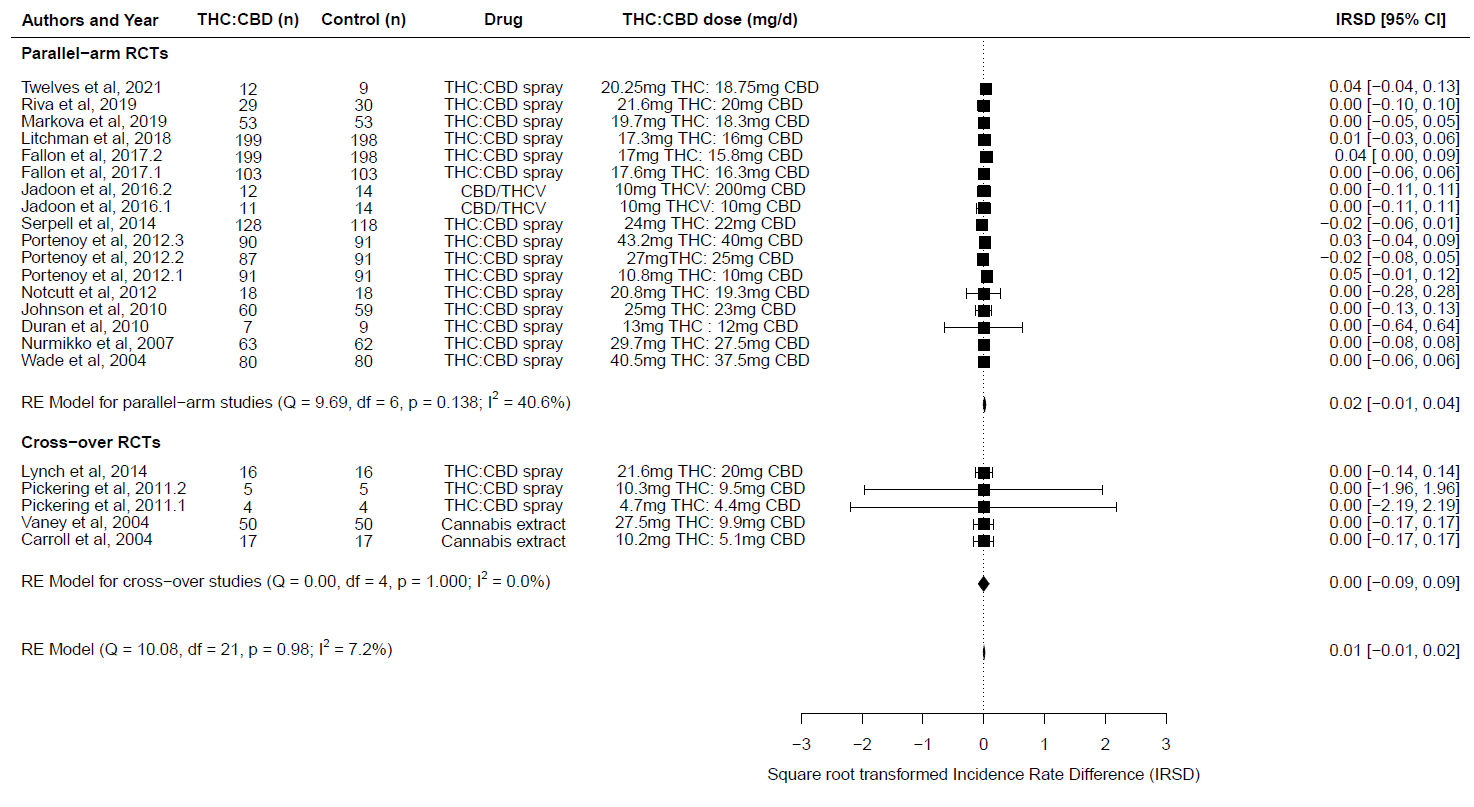 Authors and Year THC:CBD (n) Control (n) Drug THC:CBD dose (mg/d) IRSD [95% CI]
Parallel−arm RCTs
Twelves et al, 2021 12 9 THC:CBD spray 20.25mg THC: 18.75mg CBD 0.04 [−0.04, 0.13]
Riva et al, 2019 29 30 THC:CBD spray 21.6mg THC: 20mg CBD 0.00 [−0.10, 0.10]
Markova et al, 2019 53 53 THC:CBD spray 19.7mg THC: 18.3mg CBD 0.00 [−0.05, 0.05]
Litchman et al, 2018 199 198 THC:CBD spray 17.3mg THC: 16mg CBD 0.01 [−0.03, 0.06]
Fallon et al, 2017.2 199 198 THC:CBD spray 17mg THC: 15.8mg CBD 0.04 [ 0.00, 0.09]
Fallon et al, 2017.1 103 103 THC:CBD spray 17.6mg THC: 16.3mg CBD 0.00 [−0.06, 0.06]
Jadoon et al, 2016.2 12 14 CBD/THCV 10mg THCV: 200mg CBD 0.00 [−0.11, 0.11]
Jadoon et al, 2016.1 11 14 CBD/THCV 10mg THCV: 10mg CBD 0.00 [−0.11, 0.11]
Serpell et al, 2014 128 118 THC:CBD spray 24mg THC: 22mg CBD −0.02 [−0.06, 0.01]
Portenoy et al, 2012.3 90 91 THC:CBD spray 43.2mg THC: 40mg CBD 0.03 [−0.04, 0.09]
Portenoy et al, 2012.2 87 91 THC:CBD spray 27mgTHC: 25mg CBD −0.02 [−0.08, 0.05]
Portenoy et al, 2012.1 91 91 THC:CBD spray 10.8mg THC: 10mg CBD 0.05 [−0.01, 0.12]
Notcutt et al, 2012 18 18 THC:CBD spray 20.8mg THC: 19.3mg CBD 0.00 [−0.28, 0.28]
Johnson et al, 2010 60 59 THC:CBD spray 25mg THC: 23mg CBD 0.00 [−0.13, 0.13]
Duran et al, 2010 7 9 THC:CBD spray 13mg THC : 12mg CBD 0.00 [−0.64, 0.64]
Nurmikko et al, 2007 63 62 THC:CBD spray 29.7mg THC: 27.5mg CBD 0.00 [−0.08, 0.08]
Wade et al, 2004 80 80 THC:CBD spray 40.5mg THC: 37.5mg CBD 0.00 [−0.06, 0.06]
RE Model for parallel−arm studies (Q = 9.69, df = 6, p = 0.138; I² = 40.6%) 0.02 [−0.01, 0.04]
Cross−over RCTs
Lynch et al, 2014 16 16 THC:CBD spray 21.6mg THC: 20mg CBD 0.00 [−0.14, 0.14]
Pickering et al, 2011.2 5 5 THC:CBD spray 10.3mg THC: 9.5mg CBD 0.00 [−1.96, 1.96]
Pickering et al, 2011.1 4 4 THC:CBD spray 4.7mg THC: 4.4mg CBD 0.00 [−2.19, 2.19]
Vaney et al, 2004 50 50 Cannabis extract 27.5mg THC: 9.9mg CBD 0.00 [−0.17, 0.17]
Carroll et al, 2004 17 17 Cannabis extract 10.2mg THC: 5.1mg CBD 0.00 [−0.17, 0.17]
RE Model for cross−over studies (Q = 0.00, df = 4, p = 1.000; I² = 0.0%) 0.00 [−0.09, 0.09]
RE Model (Q = 10.08, df = 21, p = 0.98; I² = 7.2%) 0.01 [−0.01, 0.02]
−3 −2 −1 0 1 2 3
Square root transformed Incidence Rate Difference (IRSD)